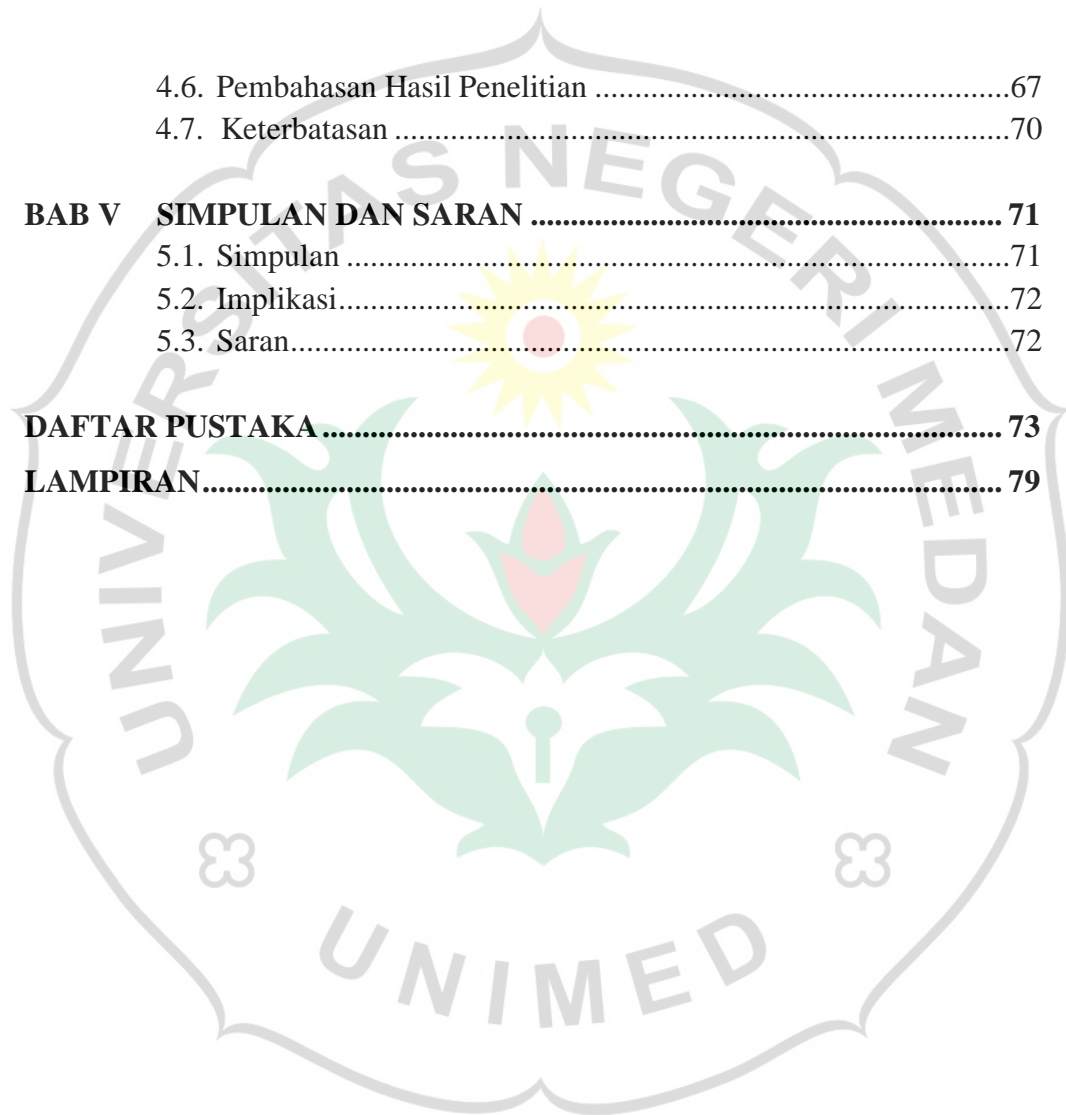 4.6. Pembahasan Hasil Penelitian ....................................................67
4.7. Keterbatasan .............................................................................70
BAB V SIMPULAN DAN SARAN ........................................................... 71
5.1. Simpulan ...................................................................................71
5.2. Implikasi....................................................................................72
5.3. Saran..........................................................................................72
DAFTAR PUSTAKA ..................................................................................... 73
LAMPIRAN.................................................................................................... 79
UNIVERSITAS NEGERI MEDAN
UNIMED